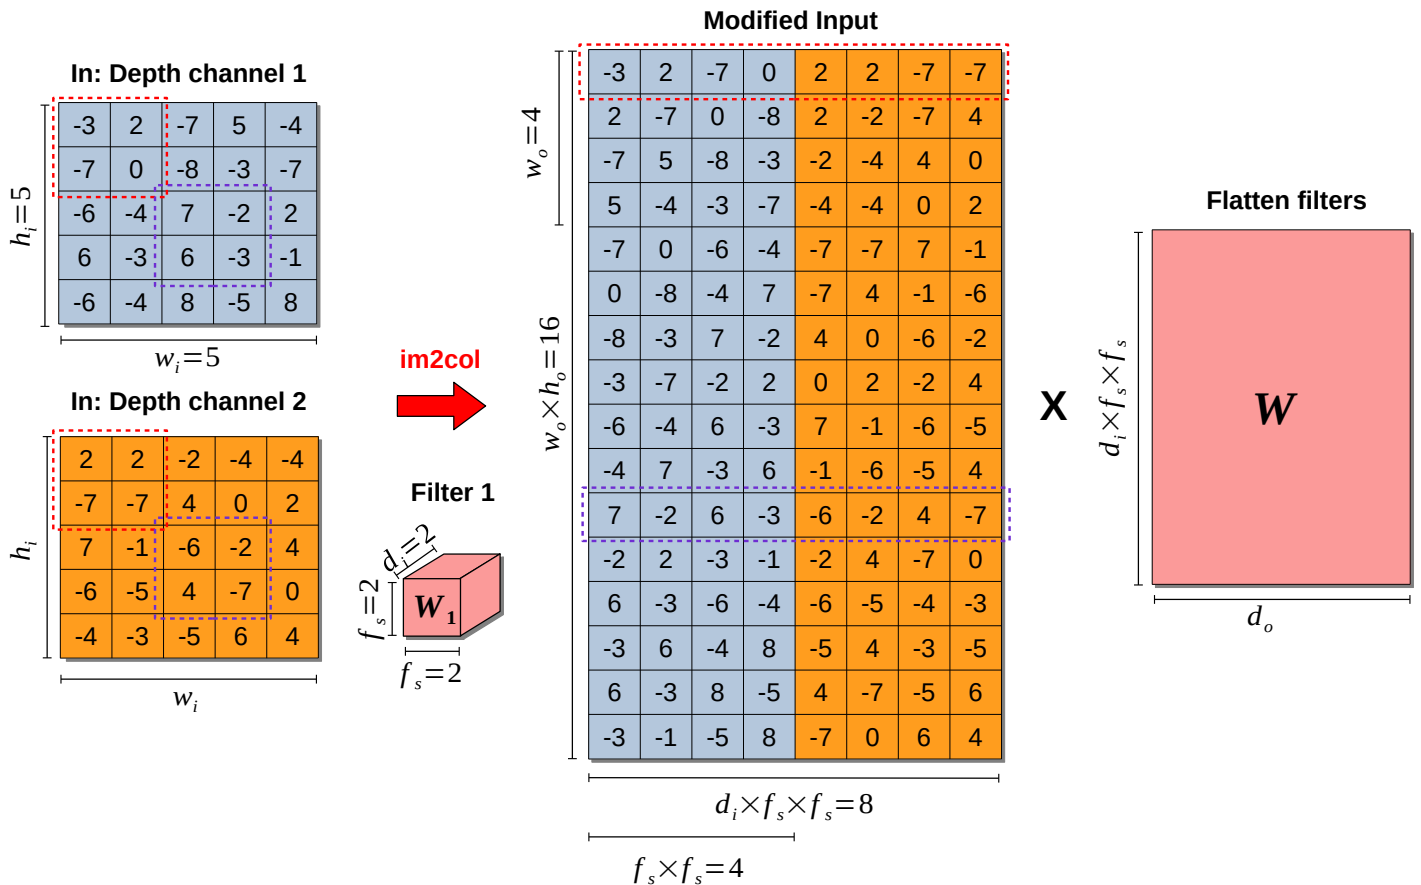 Modified Input
In: Depth channel 1
-3 2 -7 5 -4
-7 0 -8 -3 -7
-6 -4 7 -2 2
6 -3 6 -3 -1
-6 -4 8 -5 8
h_i=5
w_i=5
In: Depth channel 2
2 2 -2 -4 -4
-7 -7 4 0 2
7 -1 -6 -2 4
-6 -5 4 -7 0
-4 -3 -5 6 4
h_i
w_i
im2col
Filter 1
d_i=2
f_s=2
W_1
f_s=2
w_o=4
w_o×h_o=16
-3 2 -7 0 2 2 -7 -7
2 -7 0 -8 2 -2 -7 4
-7 5 -8 -3 -2 -4 4 0
5 -4 -3 -7 -4 -4 0 2
-7 0 -6 -4 -7 -7 7 -1
0 -8 -4 7 -7 4 -1 -6
-8 -3 7 -2 4 0 -6 -2
-3 -7 -2 2 0 2 -2 4
-6 -4 6 -3 7 -1 -6 -5
-4 7 -3 6 -1 -6 -5 4
7 -2 6 -3 -6 -2 4 -7
-2 2 -3 -1 -2 4 -7 0
6 -3 -6 -4 -6 -5 -4 -3
-3 6 -4 8 -5 4 -3 -5
6 -3 8 -5 4 -7 -5 6
-3 -1 -5 8 -7 0 6 4
d_i×f_s×f_s=8
f_s×f_s=4
X
Flatten filters
d_i×f_s×f_s
W
d_o